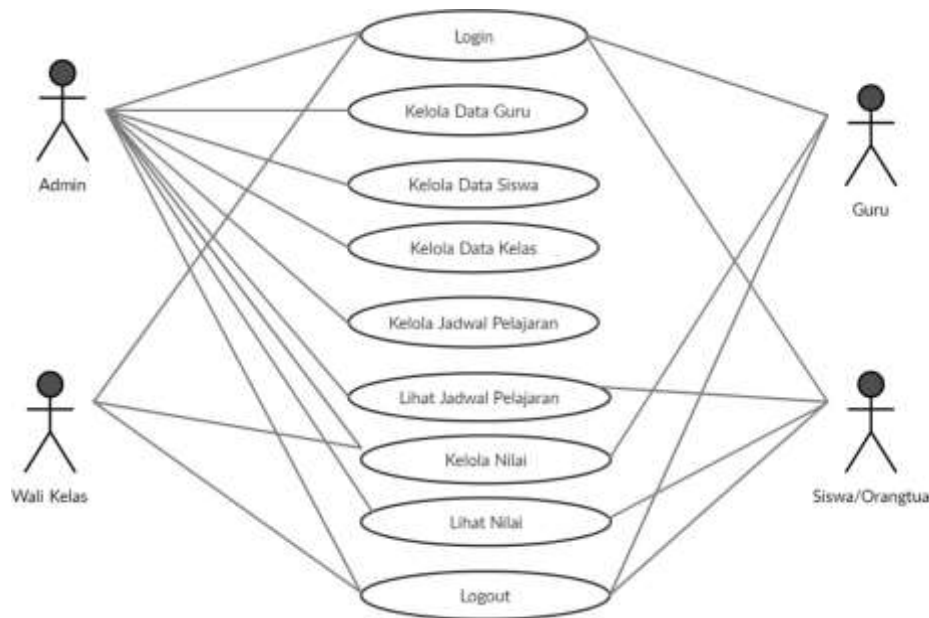 Login
Kelola Data Guru
Admin
Kelola Data Siswa
Guru
Kelola Data Kelas
Kelola Jadwal Pelajaran
Lihat Jadwal Pelajaran
Kelola Nilai
Wali Kelas
Siswa/Orangtua
Lihat Nilai
Logout